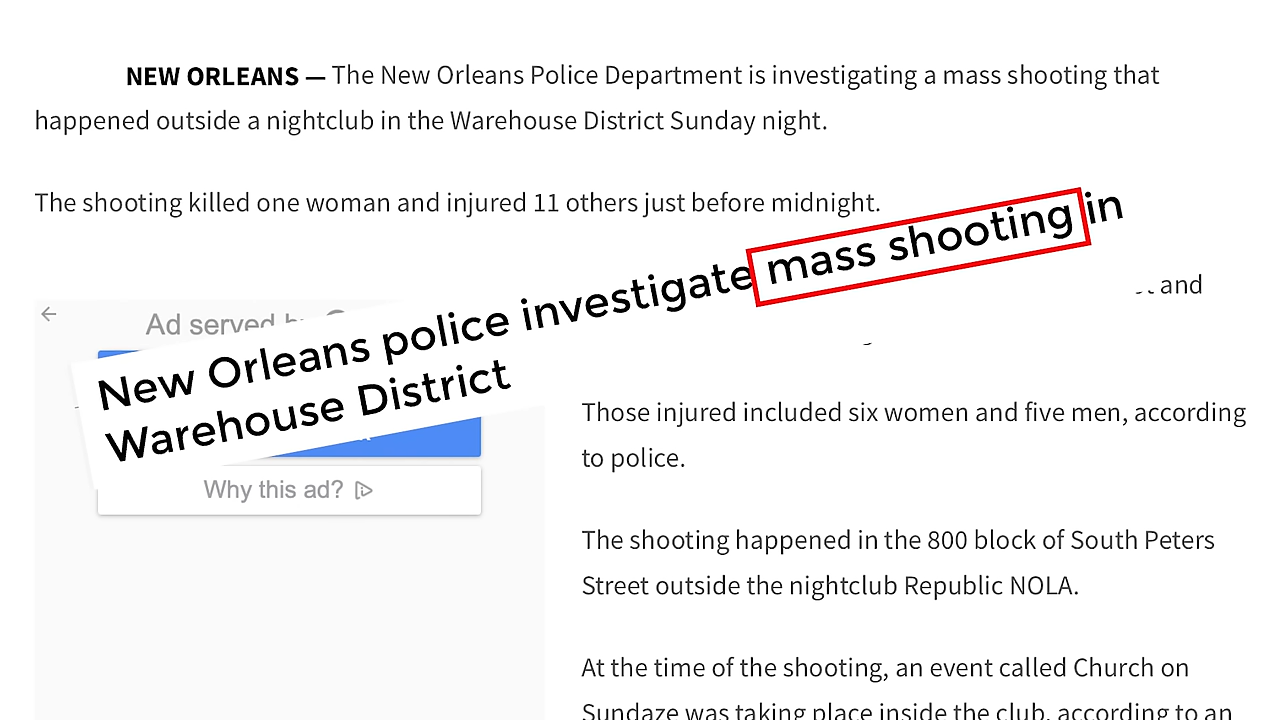 NEW ORLEANS — The New Orleans Police Department is investigating a mass shooting that
happened outside a nightclub in the Warehouse District Sunday night.
The shooting killed one woman and injured 11 others just before midnight.
New Orleans police investigate mass shooting in
Warehouse District
and
Ad served
Why this ad?
Those injured included six women and five men, according
to police.
The shooting happened in the 800 block of South Peters
Street outside the nightclub Republic NOLA.
At the time of the shooting, an event called Church on
Sundaze was taking place inside the club, according to an